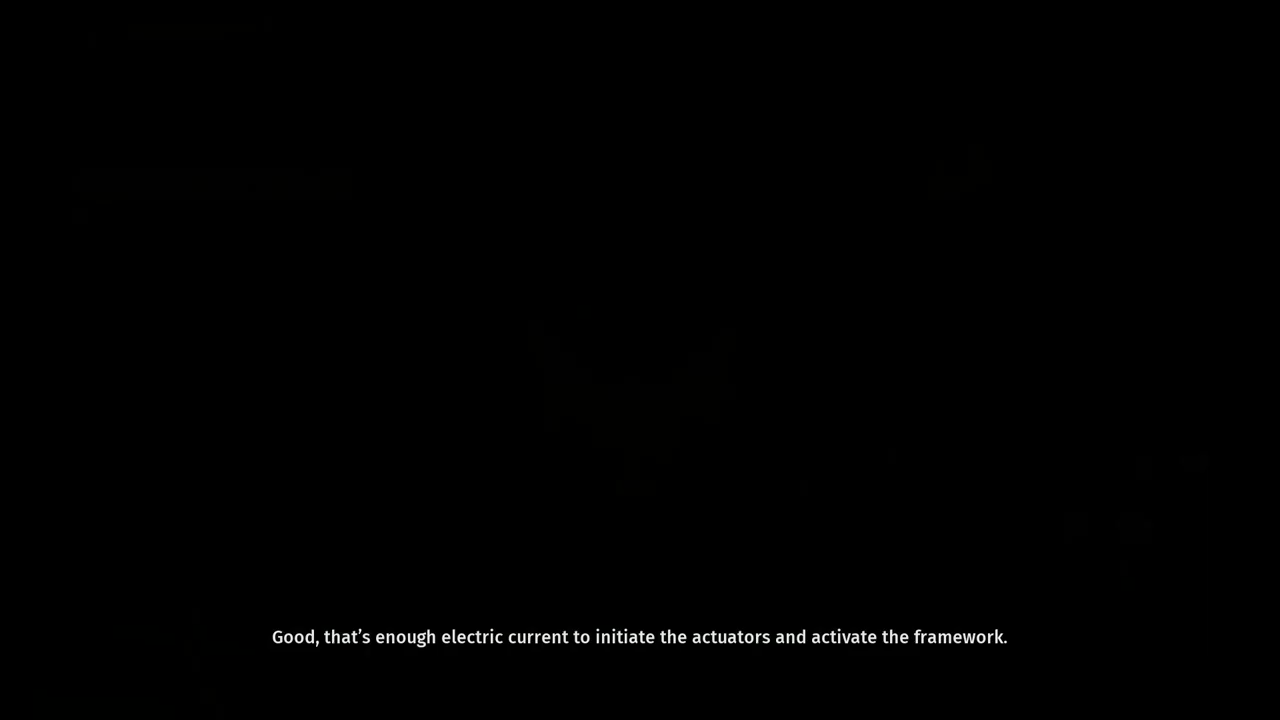 Good, that’s enough electric current to initiate the actuators and activate the framework.